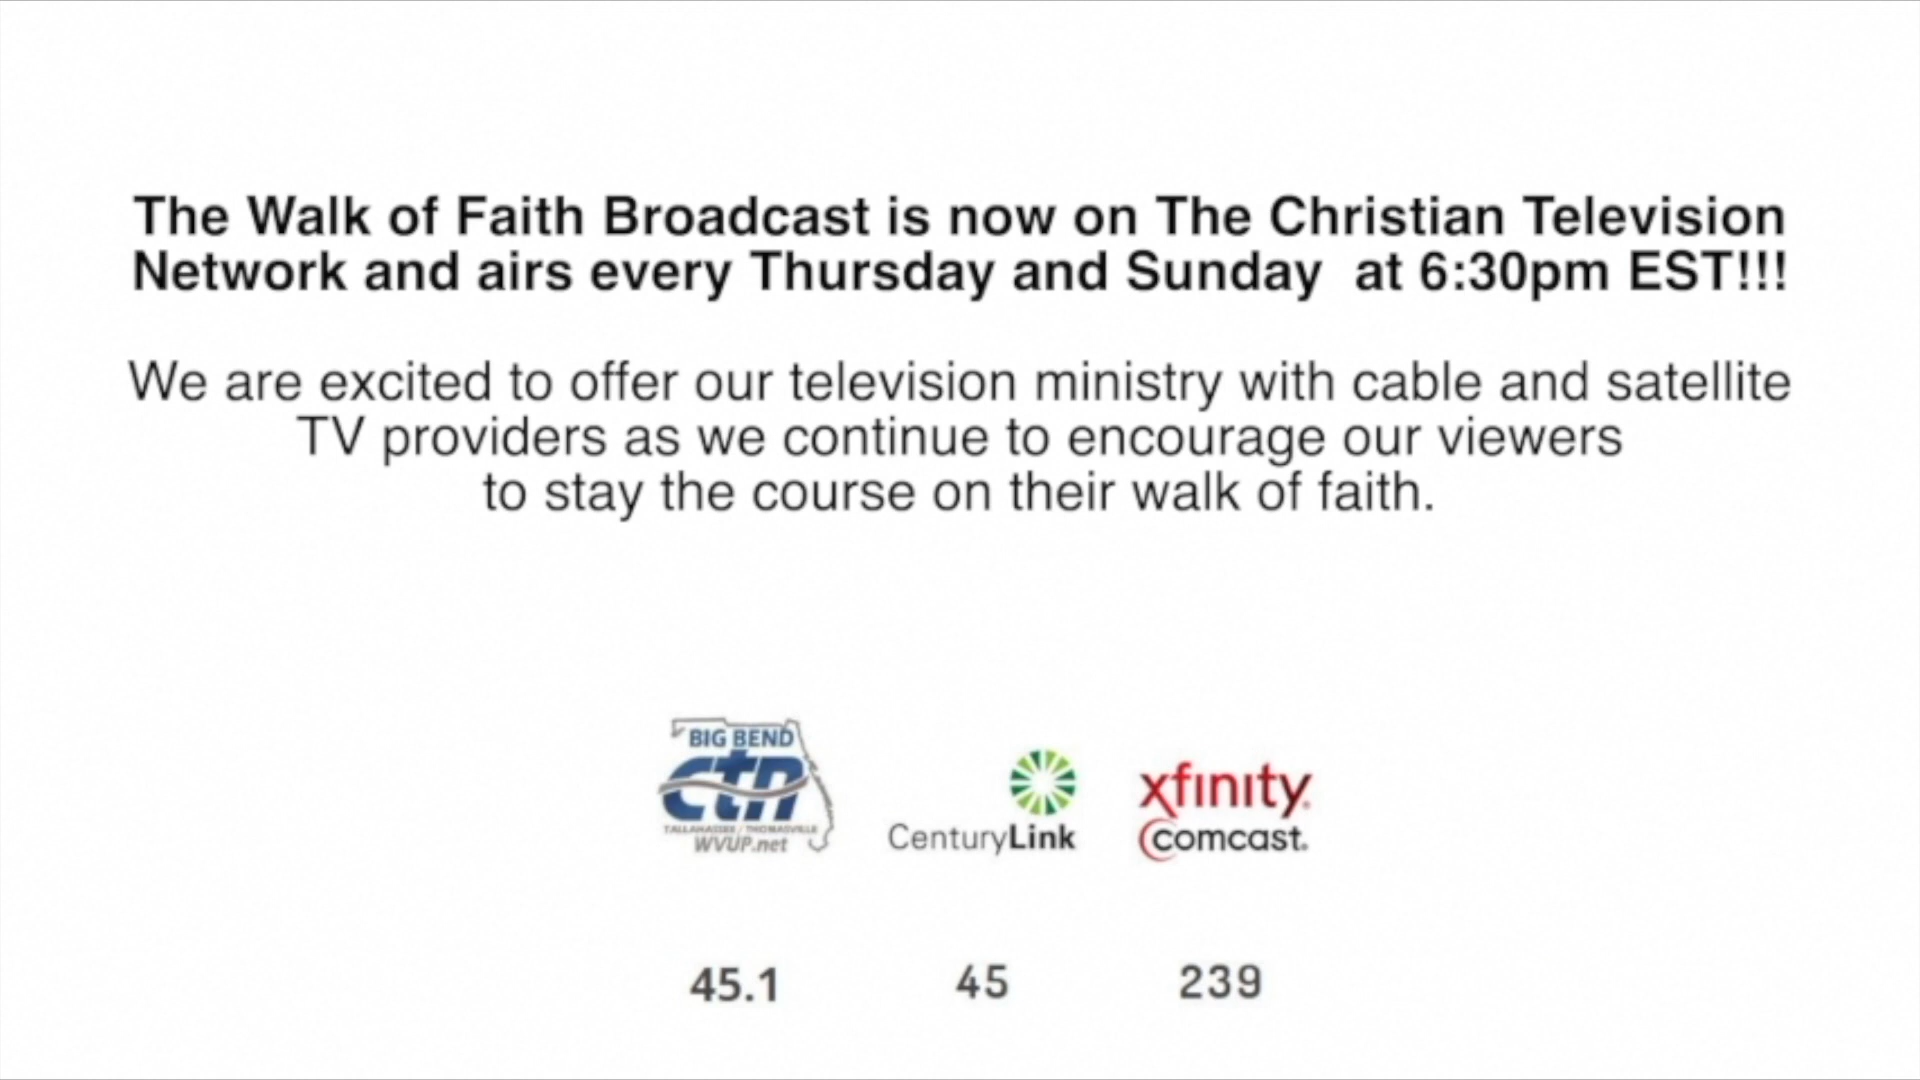 The Walk of Faith Broadcast is now on The Christian Television
Network and airs every Thursday and Sunday  at 6:30pm EST!!!
We are excited to offer our television ministry with cable and satellite
TV providers as we continue to encourage our viewers
to stay the course on their walk of faith.
BIG BEND
ctn
TALLAHASSEE / THOMASVILLE
WVUP.net
CenturyLink
xfinity
comcast.
45.1
45
239